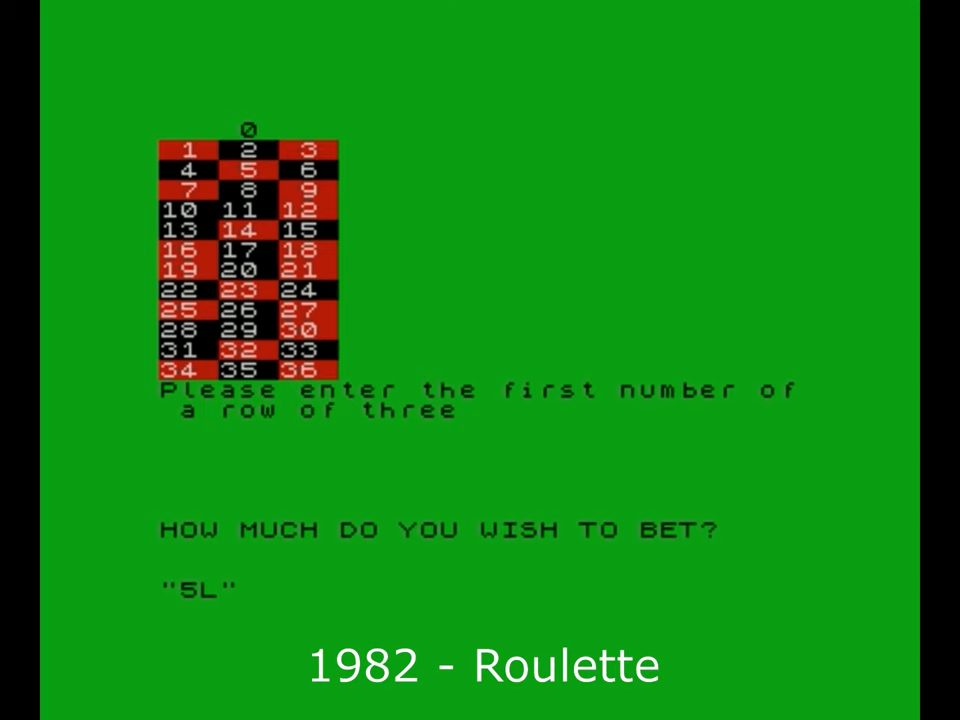 0
1 2 3
4 5 6
7 8 9
10 11 12
13 14 15
16 17 18
19 20 21
22 23 24
25 26 27
28 29 30
31 32 33
34 35 36
Please enter the first number of
a row of three
HOW MUCH DO YOU WISH TO BET?
"5L"
1982 - Roulette